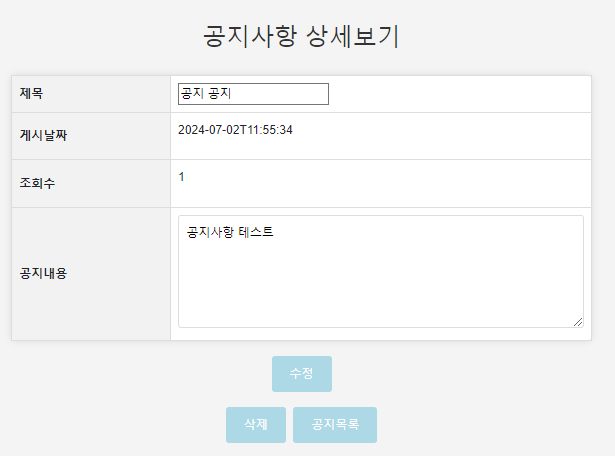 공지사항 상세보기
제목 공지 공지
게시날짜 2024-07-02T11:55:34
조회수 1
공지내용 공지사항 테스트
수정
삭제 공지목록